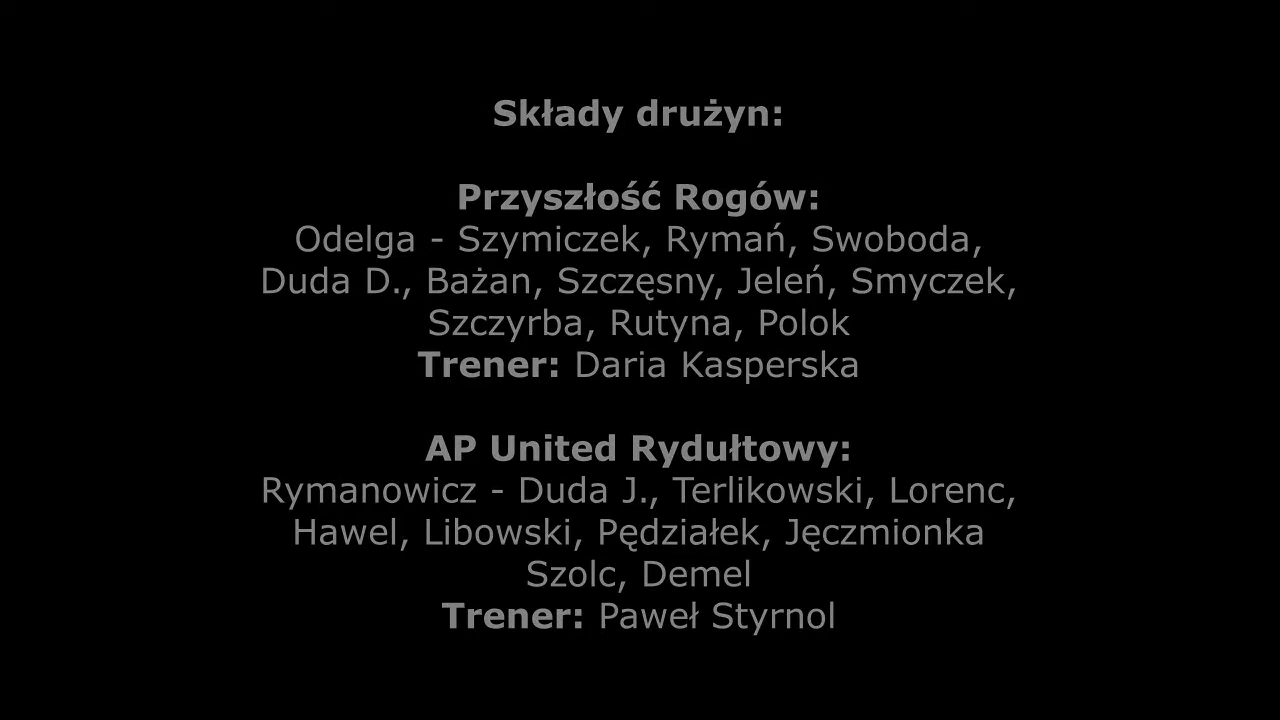 Składy drużyn:
Przyszłość Rogów:
Odelga - Szymiczek, Rymań, Swoboda,
Duda D., Bażan, Szczęsny, Jeleń, Smyczek,
Szczyrba, Rutyna, Polok
Trener: Daria Kasperska
AP United Rydułtowy:
Rymanowicz - Duda J., Terlikowski, Lorenc,
Hawel, Libowski, Pędziałek, Jęczmionka
Szolc, Demel
Trener: Paweł Styrnol